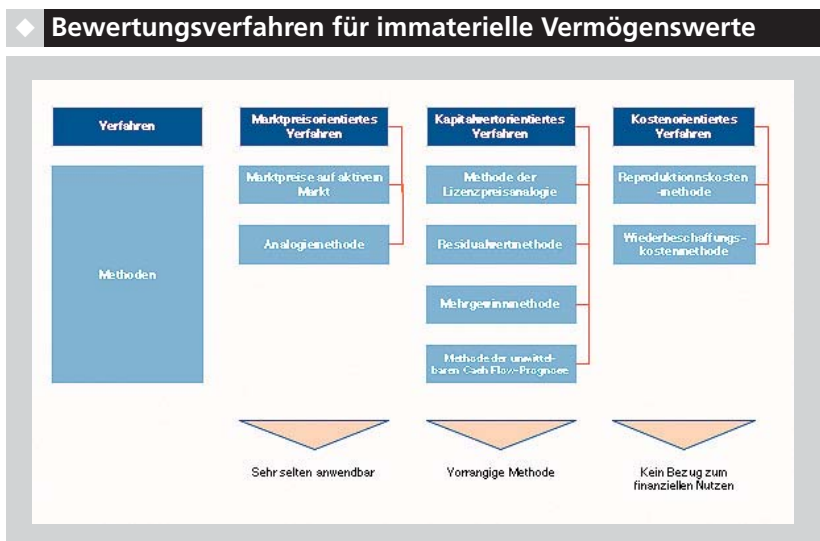 Bewertungsverfahren für immaterielle Vermögenswerte
Verfahren
Marktpreisorientiertes
Verfahren
Kapitalwertorientiertes
Verfahren
Kostenorientiertes
Verfahren
Methoden
Marktpreise auf aktivem
Markt
Analogiemethode
Methode der
Lizenzpreisanalogie
Residualwertmethode
Mehrgewinnmethode
Methode der unmittel-
baren Cash Flow-Prognose
Reproduktionnskosten
-methode
Wiederbeschaffungs-
kostenmethode
Sehr selten anwendbar
Vorrangige Methode
Kein Bezug zum
finanziellen Nutzen